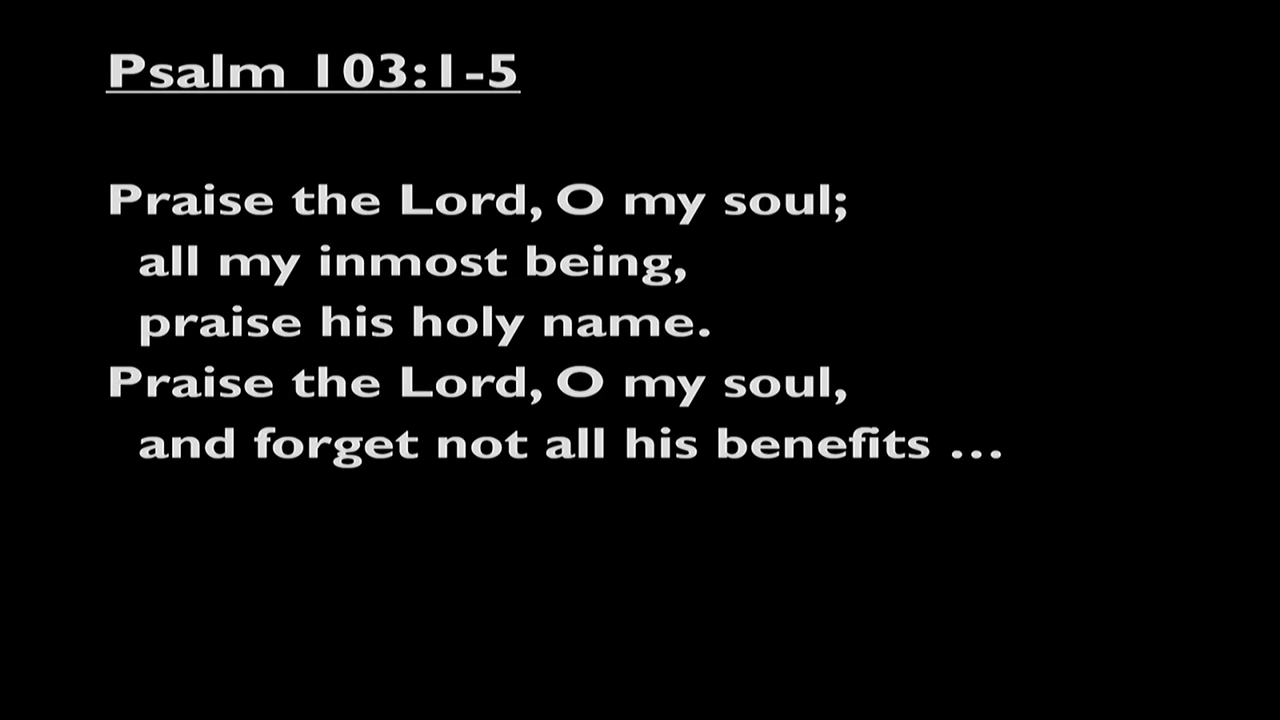 Psalm 103:1-5
Praise the Lord, O my soul;
all my inmost being,
praise his holy name.
Praise the Lord, O my soul,
and forget not all his benefits ...